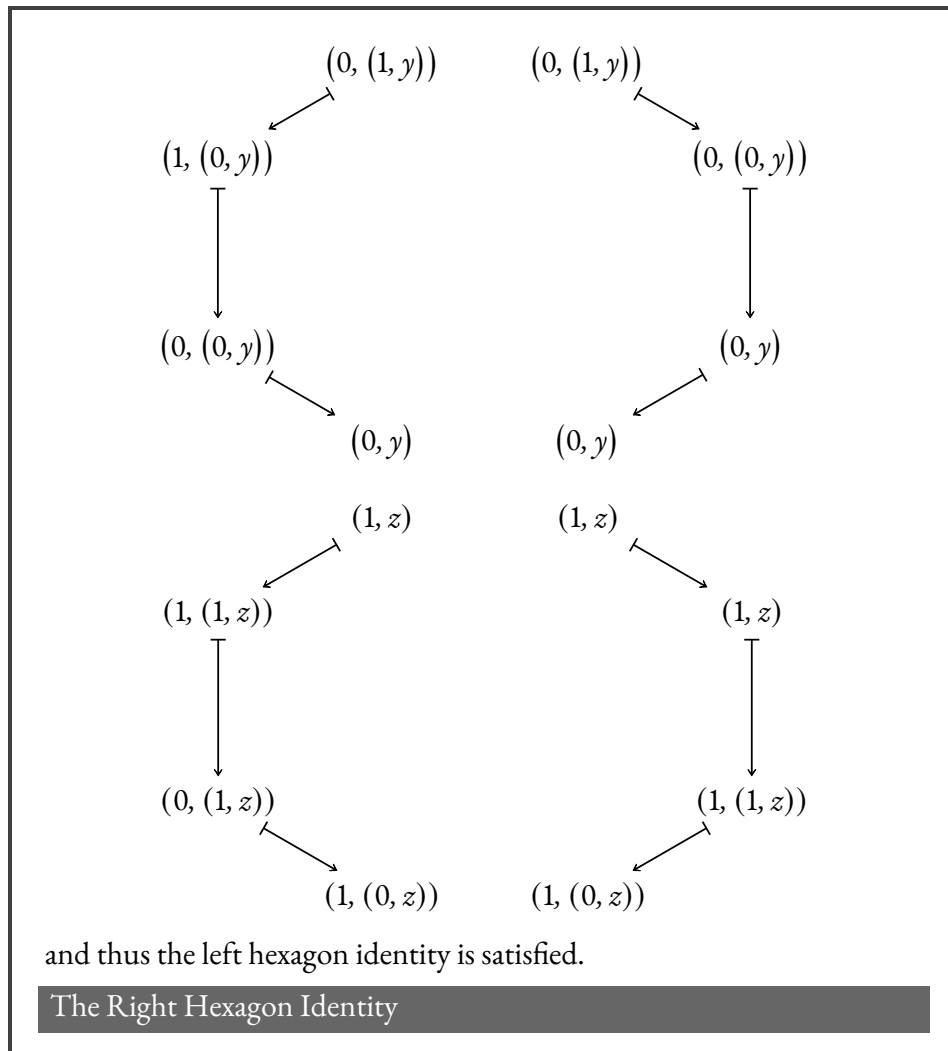 (0, (1, y)) (0, (1, y))
(1, (0, y)) (0, (0, y))
(0, (0, y)) (0, y)
(0, y) (0, y)
(1, z) (1, z)
(1, (1, z)) (1, z)
(0, (1, z)) (1, (1, z))
(1, (0, z)) (1, (0, z))
and thus the left hexagon identity is satisfied.
The Right Hexagon Identity